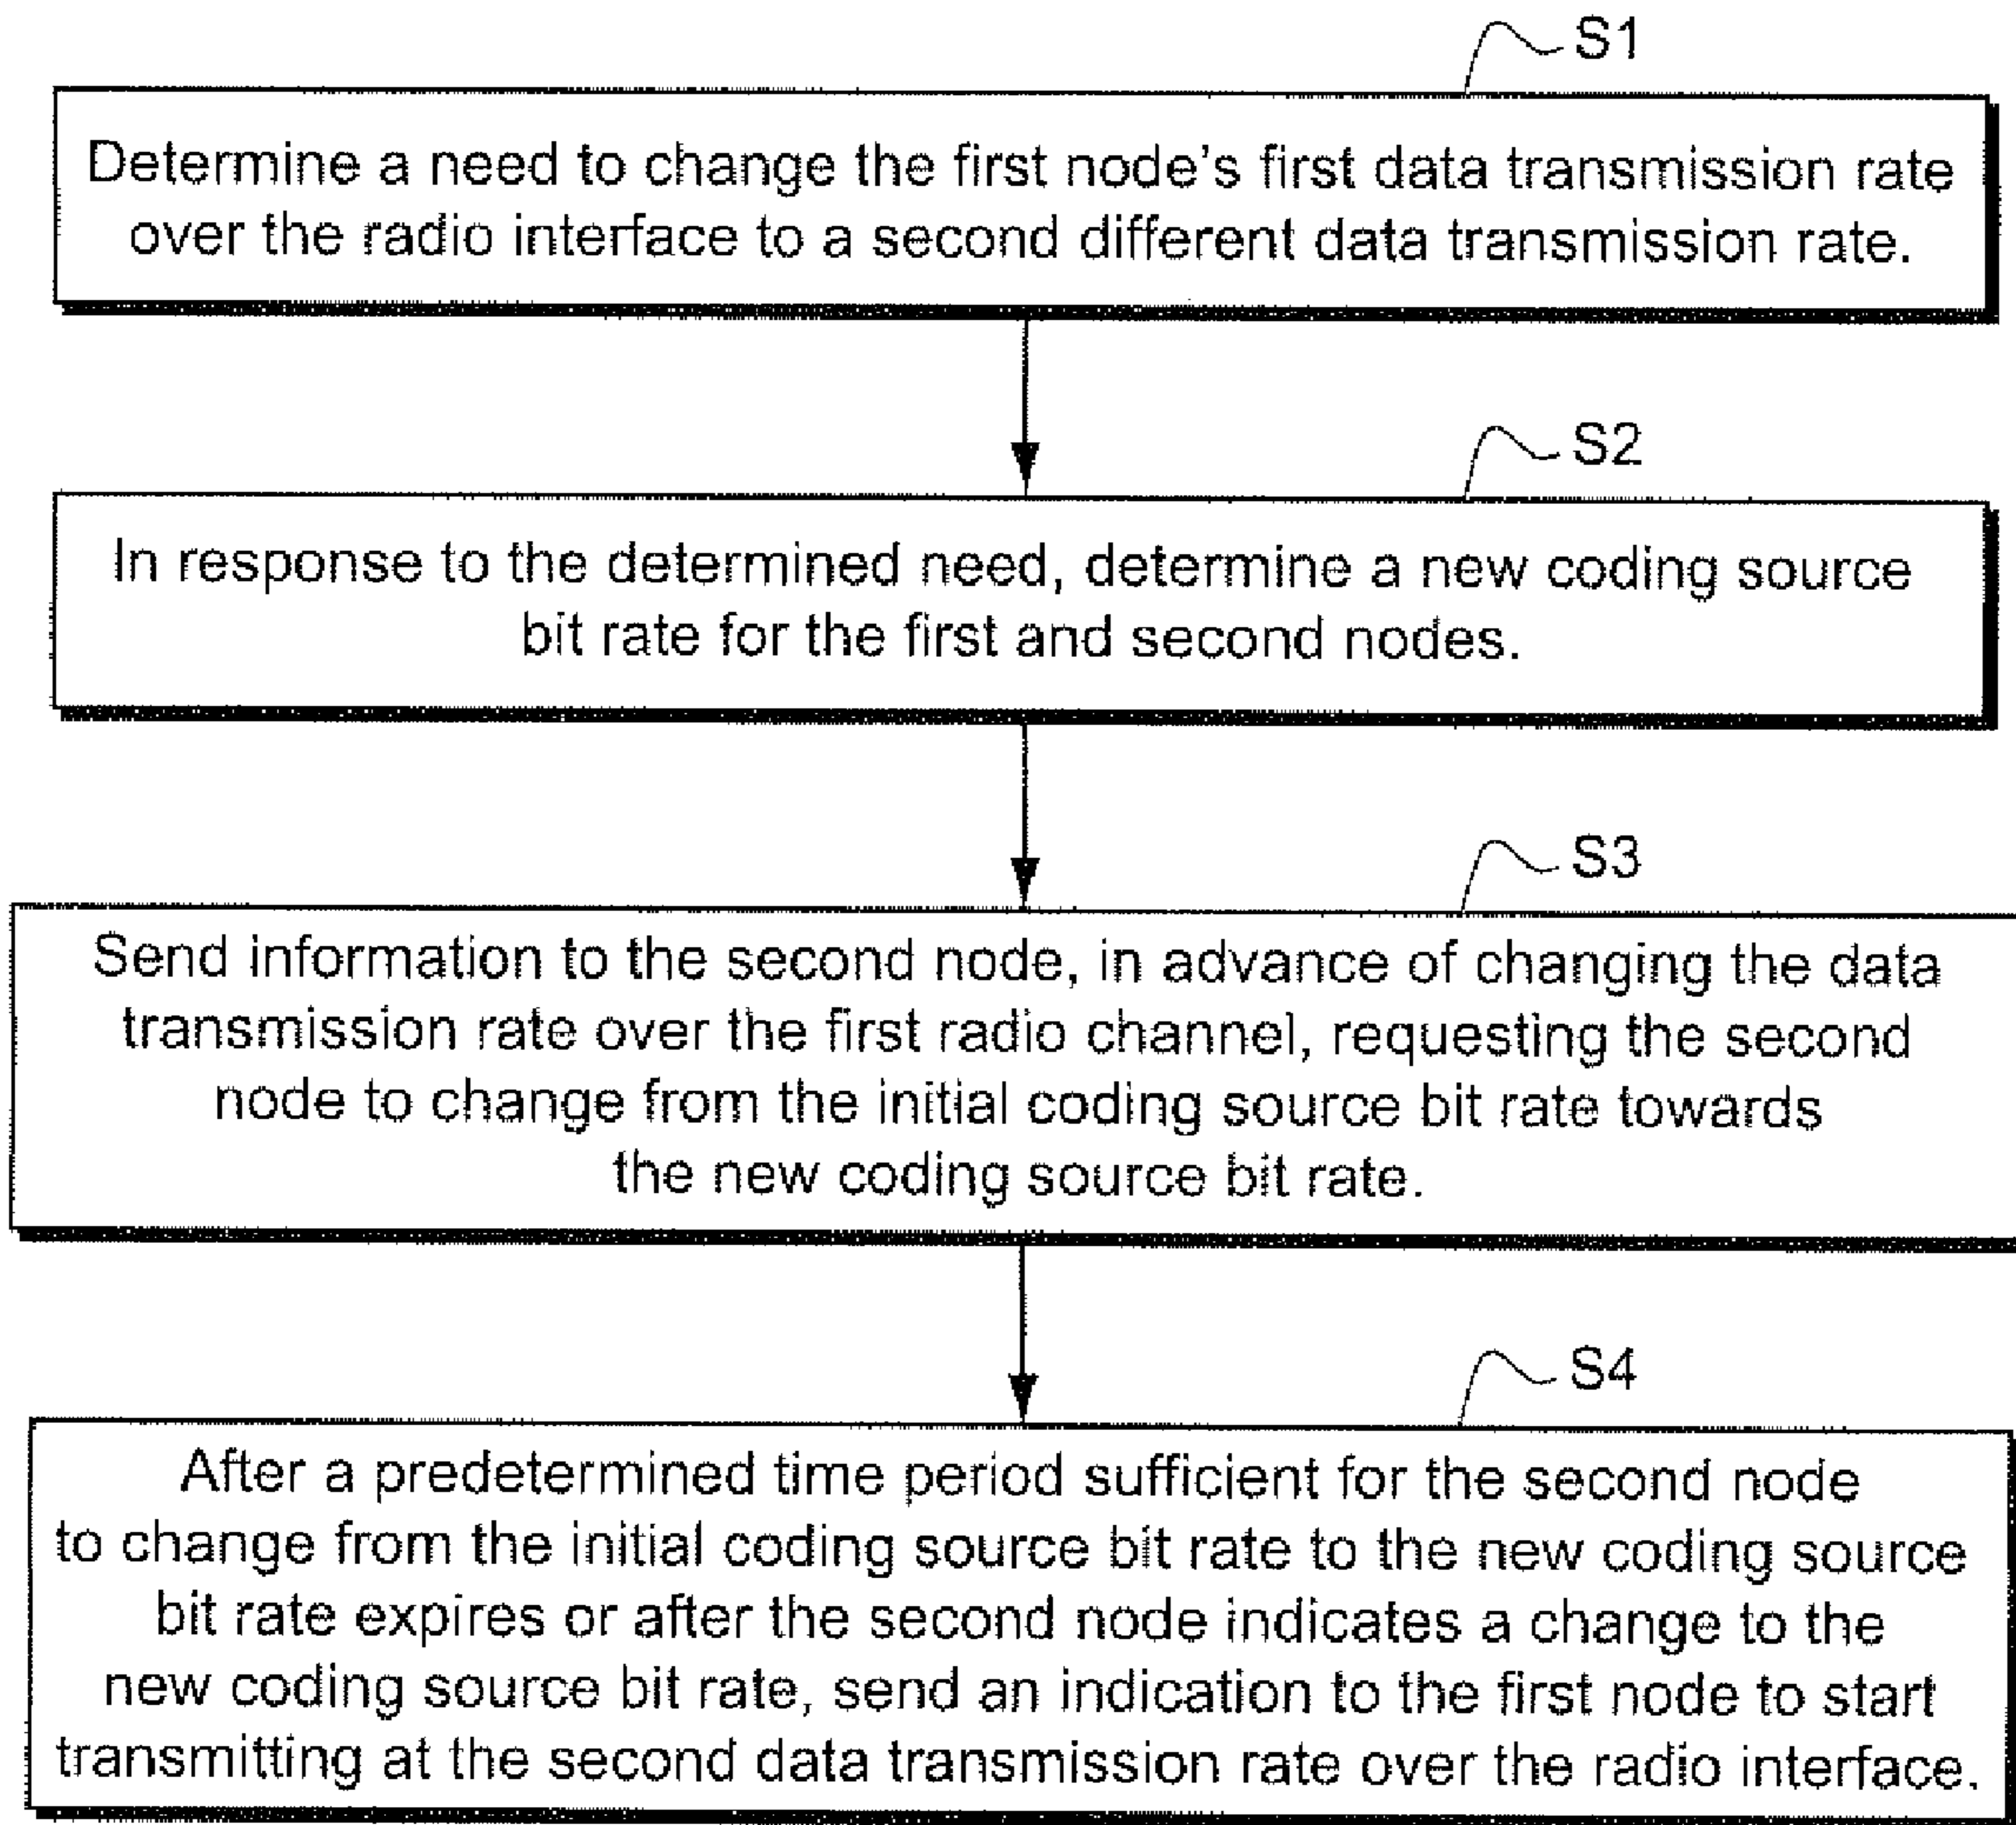 S1
Determine a need to change the first node's first data transmission rate
over the radio interface to a second different data transmission rate.
S2
In response to the determined need, determine a new coding source
bit rate for the first and second nodes.
S3
Send information to the second node, in advance of changing the data
transmission rate over the first radio channel, requesting the second
node to change from the initial coding source bit rate towards
the new coding source bit rate.
S4
After a predetermined time period sufficient for the second node
to change from the initial coding source bit rate to the new coding source
bit rate expires or after the second node indicates a change to the
new coding source bit rate, send an indication to the first node to start
transmitting at the second data transmission rate over the radio interface.